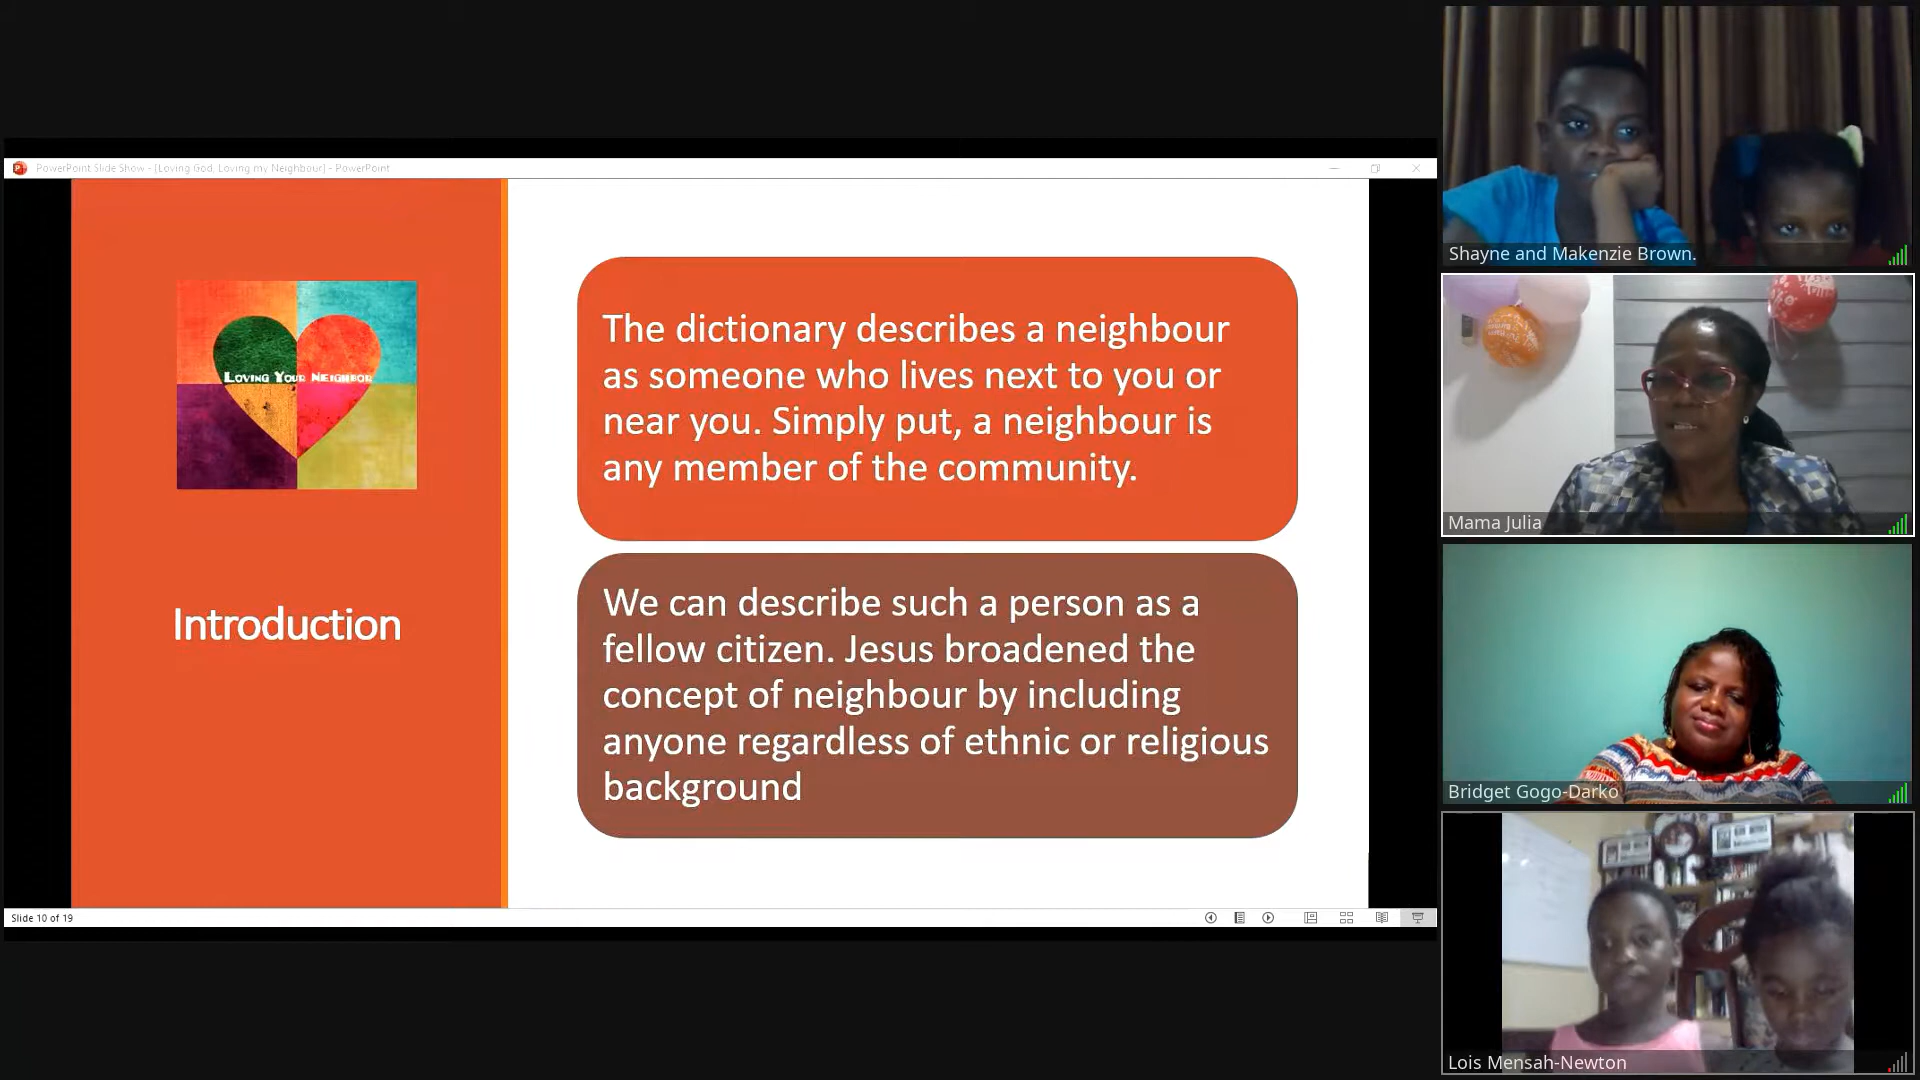 PowerPoint Slide Show - [Loving God, Loving my Neighbour] - PowerPoint
LOVING YOUR NEIGHBOR
Introduction
The dictionary describes a neighbour
as someone who lives next to you or
near you. Simply put, a neighbour is
any member of the community.
We can describe such a person as a
fellow citizen. Jesus broadened the
concept of neighbour by including
anyone regardless of ethnic or religious
background
Slide 10 of 19
Shayne and Makenzie Brown.
Mama Julia
Bridget Gogo-Darko
Lois Mensah-Newton